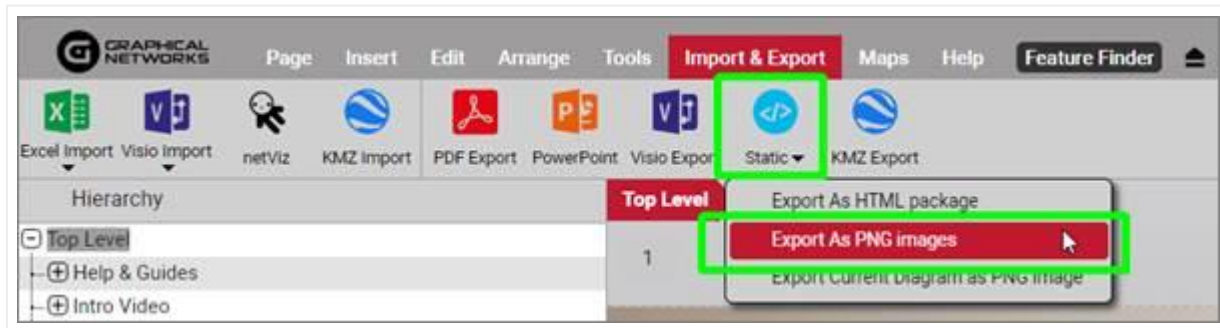 GRAPHICAL
NETWORKS
Page Insert Edit Arrange Tools Import & Export Maps Help Feature Finder
Excel Import Visio Import netViz KMZ Import PDF Export PowerPoint Visio Export Static KMZ Export
Hierarchy
Top Level
Export As HTML package
Top Level
Export As PNG images
1
Help & Guides
Export Current Diagram as PNG Image
Intro Video